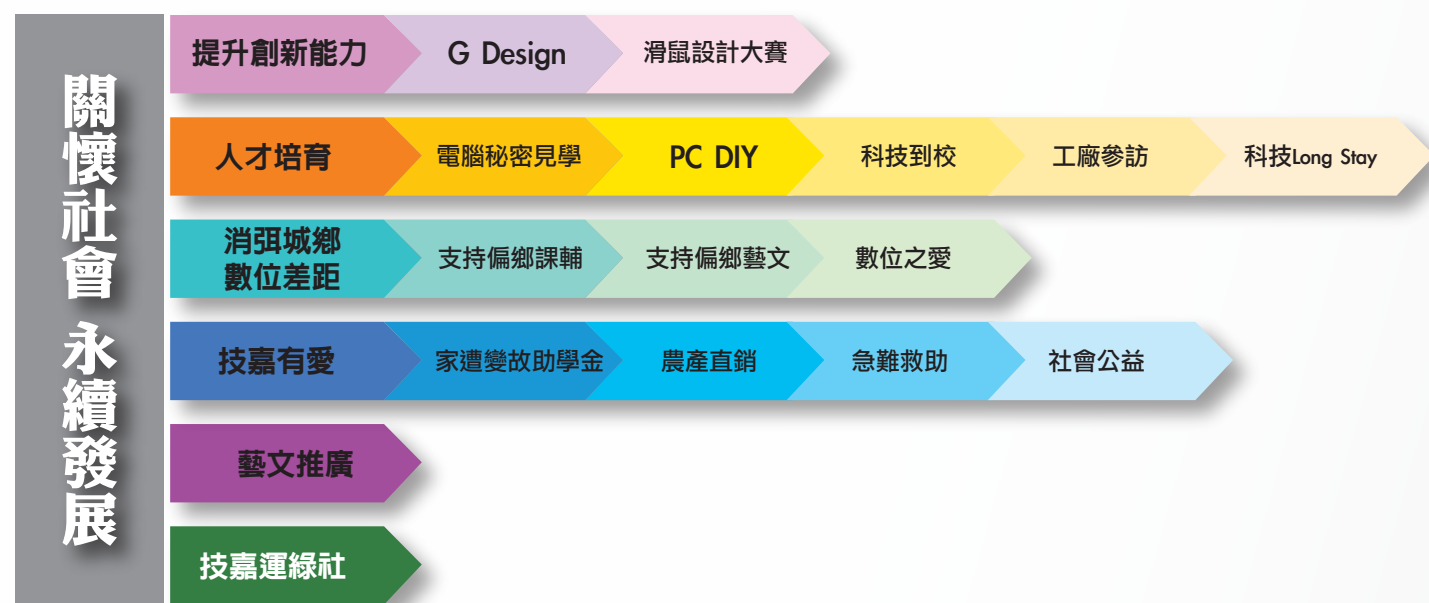 關懷社會 永續發展
提升創新能力 G Design 滑鼠設計大賽
人才培育 電腦秘密見學 PC DIY 科技到校 工廠參訪 科技Long Stay
消弭城鄉
數位差距 支持偏鄉課輔 支持偏鄉藝文 數位之愛
技嘉有愛 家遭變故助學金 農產直銷 急難救助 社會公益
藝文推廣
技嘉運綠社